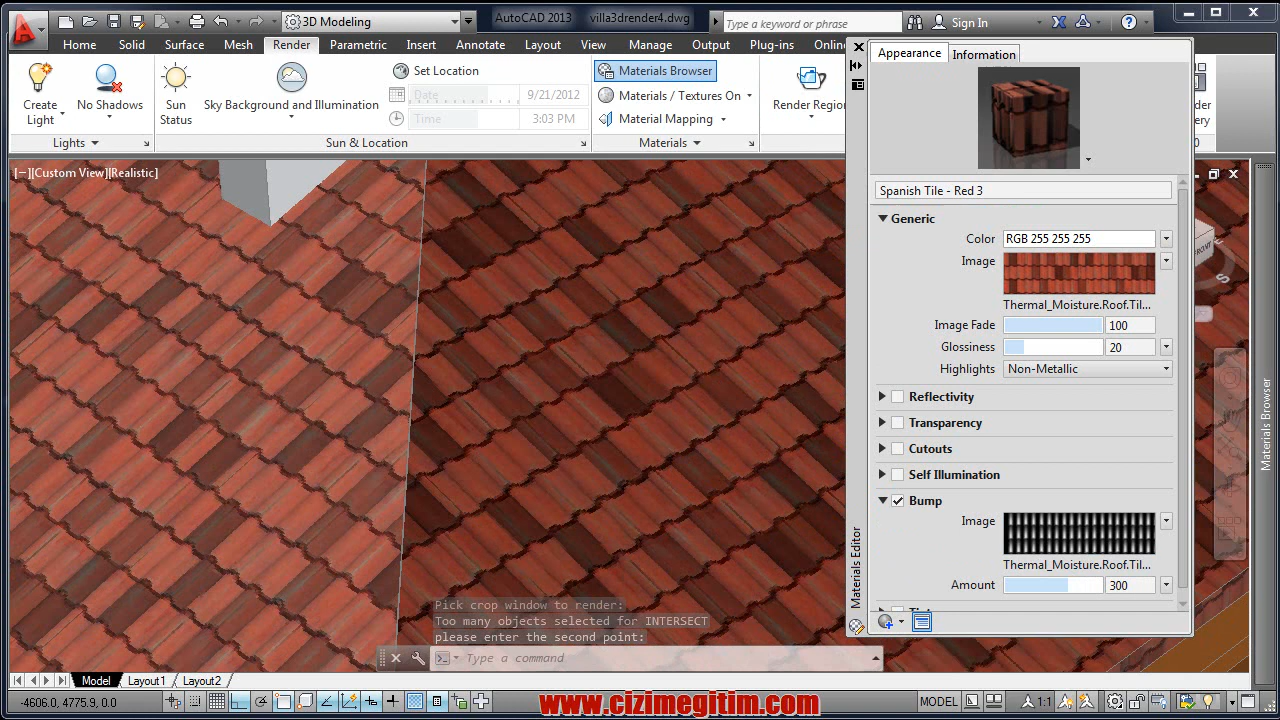 3D Modeling
AutoCAD 2013 villa3drender4.dwg
Type a keyword or phrase
Sign In
Home Solid Surface Mesh Render Parametric Insert Annotate Layout View Manage Output Plug-ins Onlin
Create Light
No Shadows
Sun Status
Sky Background and Illumination
Set Location
Date 9/21/2012
Time 3:03 PM
Materials Browser
Materials / Textures On
Material Mapping
Render Region
Lights
Sun & Location
Materials
[−][Custom View][Realistic]
Appearance
Information
Spanish Tile - Red 3
Generic
Color RGB 255 255 255
Image
Thermal_Moisture.Roof.Til...
Image Fade 100
Glossiness 20
Highlights Non-Metallic
Reflectivity
Transparency
Cutouts
Self Illumination
Bump
Image
Thermal_Moisture.Roof.Til...
Amount 300
Materials Editor
Materials Browser
Pick crop window to render:
Too many objects selected for INTERSECT
please enter the second point:
Type a command
Model Layout1 Layout2
-4606.0, 4775.9, 0.0
MODEL
1:1
www.cizimegitim.com